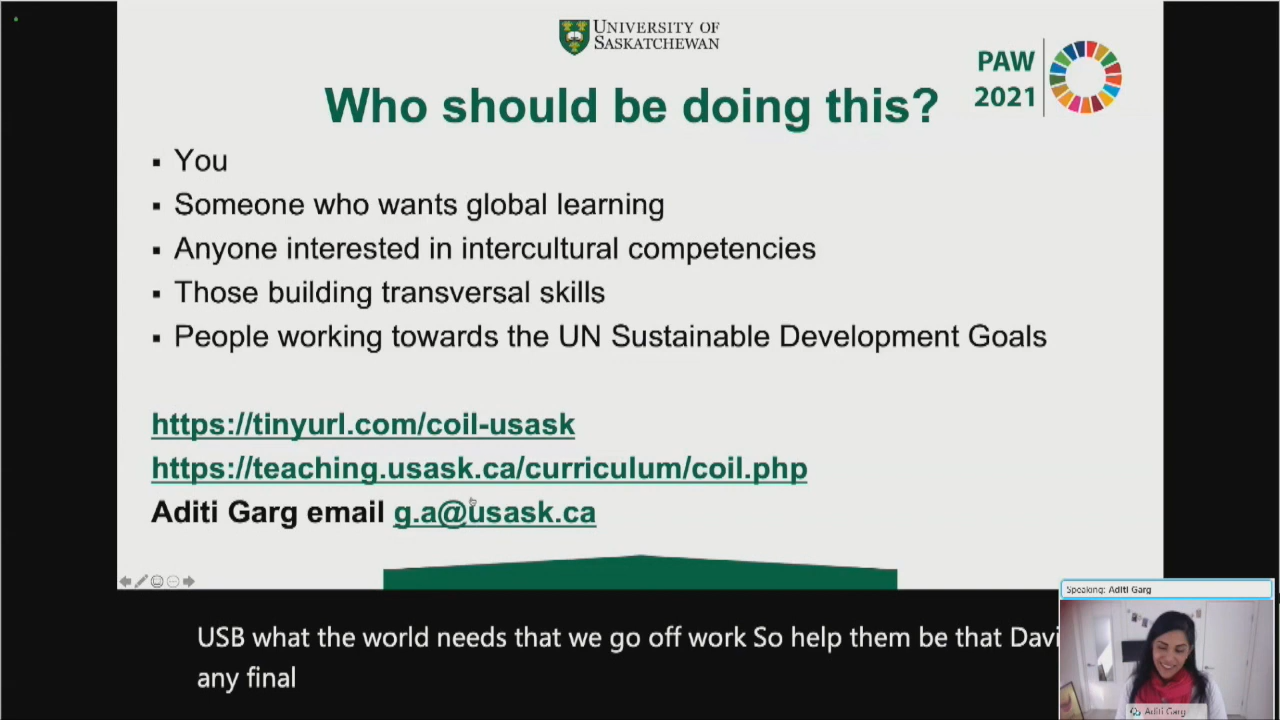 UNIVERSITY OF
SASKATCHEWAN
PAW
2021
Who should be doing this?
You
Someone who wants global learning
Anyone interested in intercultural competencies
Those building transversal skills
People working towards the UN Sustainable Development Goals
https://tinyurl.com/coil-usask
https://teaching.usask.ca/curriculum/coil.php
Aditi Garg email g.a@usask.ca
Speaking: Aditi Garg
USB what the world needs that we go off work So help them be that Davi
any final
Aditi Garg